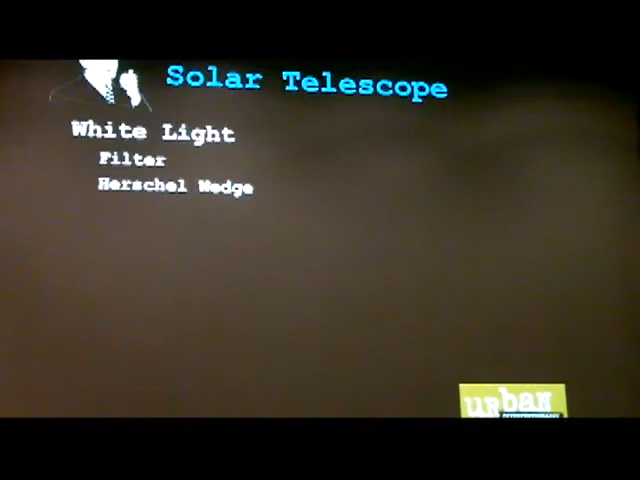 Solar Telescope
White Light
Filter
Herschel Wedge
urban